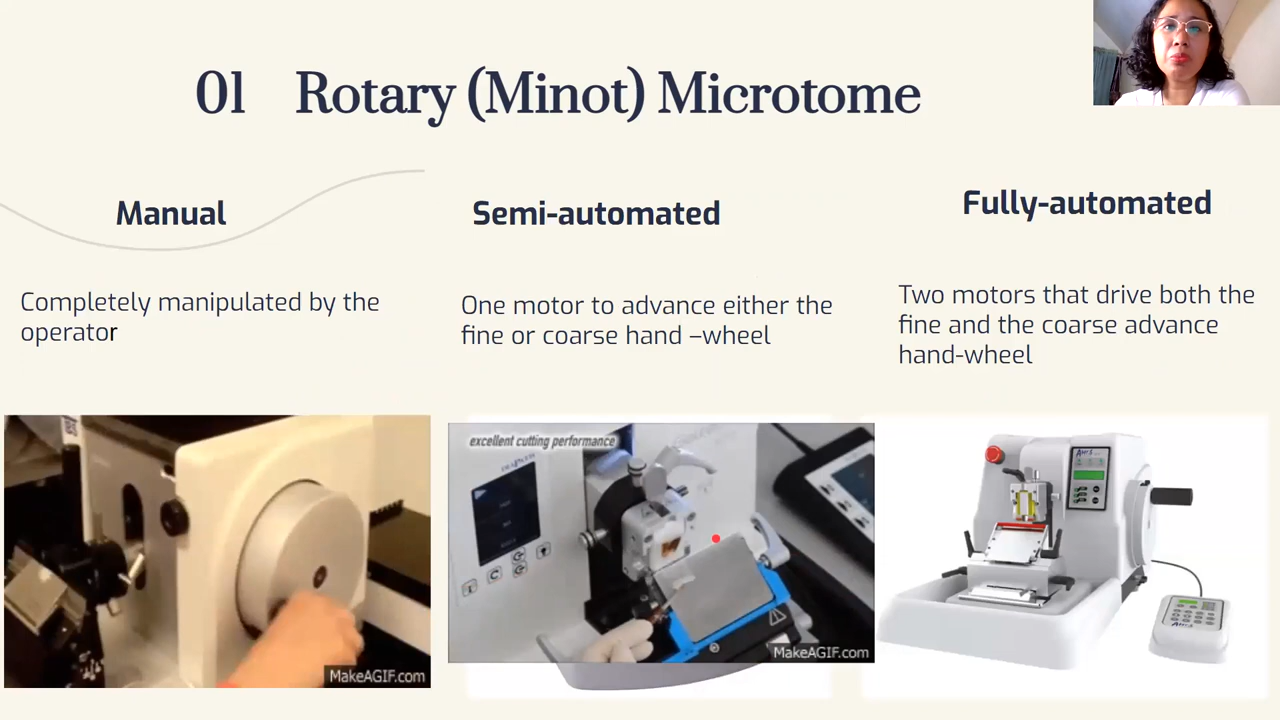 01 Rotary (Minot) Microtome
Manual
Completely manipulated by the
operator
Semi-automated
One motor to advance either the
fine or coarse hand –wheel
Fully-automated
Two motors that drive both the
fine and the coarse advance
hand-wheel
MakeAGIF.com
excellent cutting performance
MakeAGIF.com